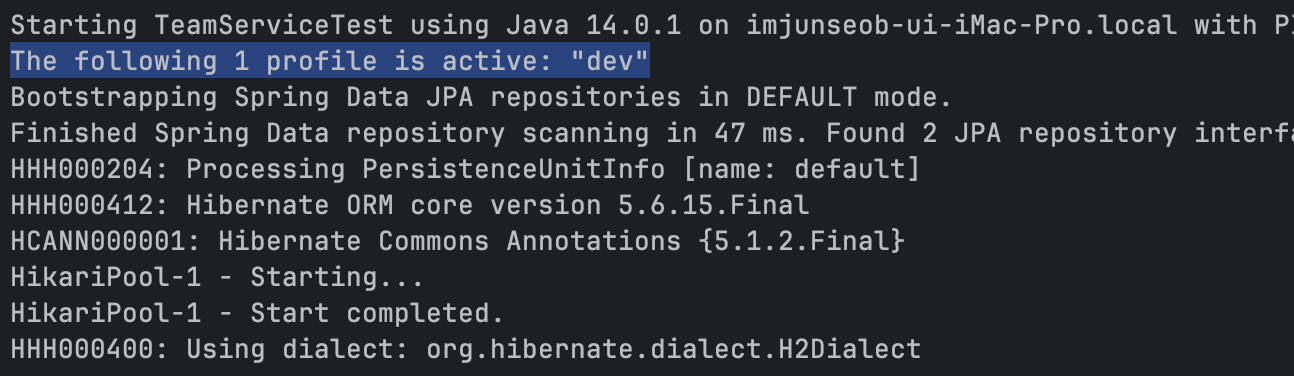 Starting TeamServiceTest using Java 14.0.1 on imjunseob-ui-iMac-Pro.local with
The following 1 profile is active: "dev"
Bootstrapping Spring Data JPA repositories in DEFAULT mode.
Finished Spring Data repository scanning in 47 ms. Found 2 JPA repository
HHH000204: Processing PersistenceUnitInfo [name: default]
HHH000412: Hibernate ORM core version 5.6.15.Final
HCANN000001: Hibernate Commons Annotations {5.1.2.Final}
HikariPool-1 - Starting...
HikariPool-1 - Start completed.
HHH000400: Using dialect: org.hibernate.dialect.H2Dialect